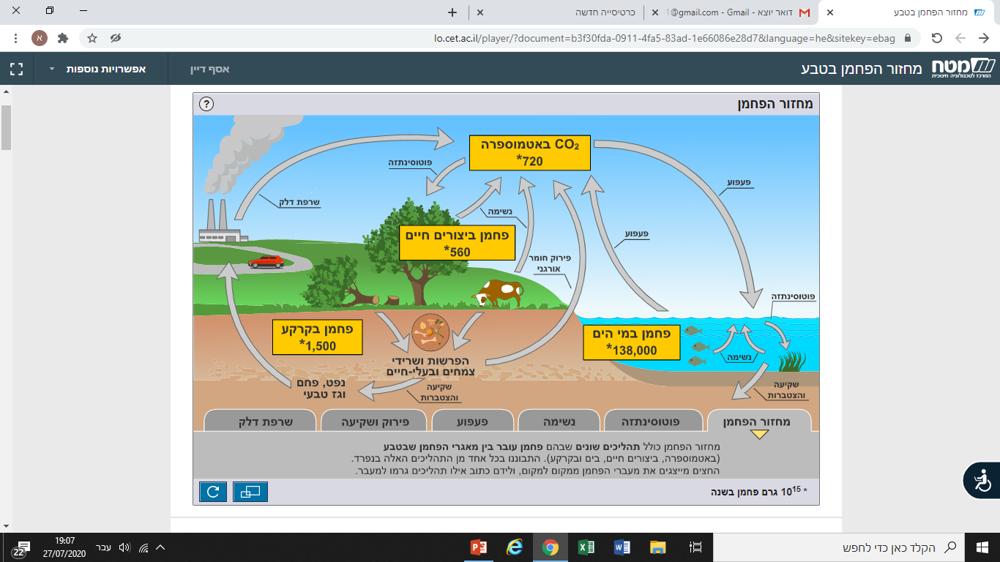 מחזור הפחמן בטבע
דואר יוצא - 1@gmail.com - Gmail
כרטיסייה חדשה
lo.cet.ac.il/player/?document=b3f30fda-0911-4fa5-83ad-1e66086e28d7&language=he&sitekey=ebag
א
מטח
המרכז לטכנולוגיה חינוכית
מחזור הפחמן בטבע
אסף דיין
אפשרויות נוספות
מחזור הפחמן
?
CO₂ באטמוספרה
720*
פוטוסינתזה
שרפת דלק
נשימה
פעפוע
פעפוע
פחמן ביצורים חיים
560*
פירוק חומר
אורגני
פוטוסינתזה
פחמן בקרקע
1,500*
פחמן במי הים
138,000*
נשימה
הפרשות ושרידי
צמחים ובעלי-חיים
נפט, פחם
וגז טבעי
שקיעה
והצטברות
שקיעה
והצטברות
מחזור הפחמן
פוטוסינתזה
נשימה
פעפוע
פירוק ושקיעה
שרפת דלק
מחזור הפחמן כולל תהליכים שונים שבהם פחמן עובר בין מאגרי הפחמן שבטבע
(באטמוספרה, ביצורים חיים, בים ובקרקע). התבוננו בכל אחד מן התהליכים האלה בנפרד.
החצים מייצגים את מעברי הפחמן ממקום למקום, ולידם כתוב אילו תהליכים גרמו למעבר.
* 10¹⁵ גרם פחמן בשנה
הקלד כאן כדי לחפש
עבר
19:07
27/07/2020
22